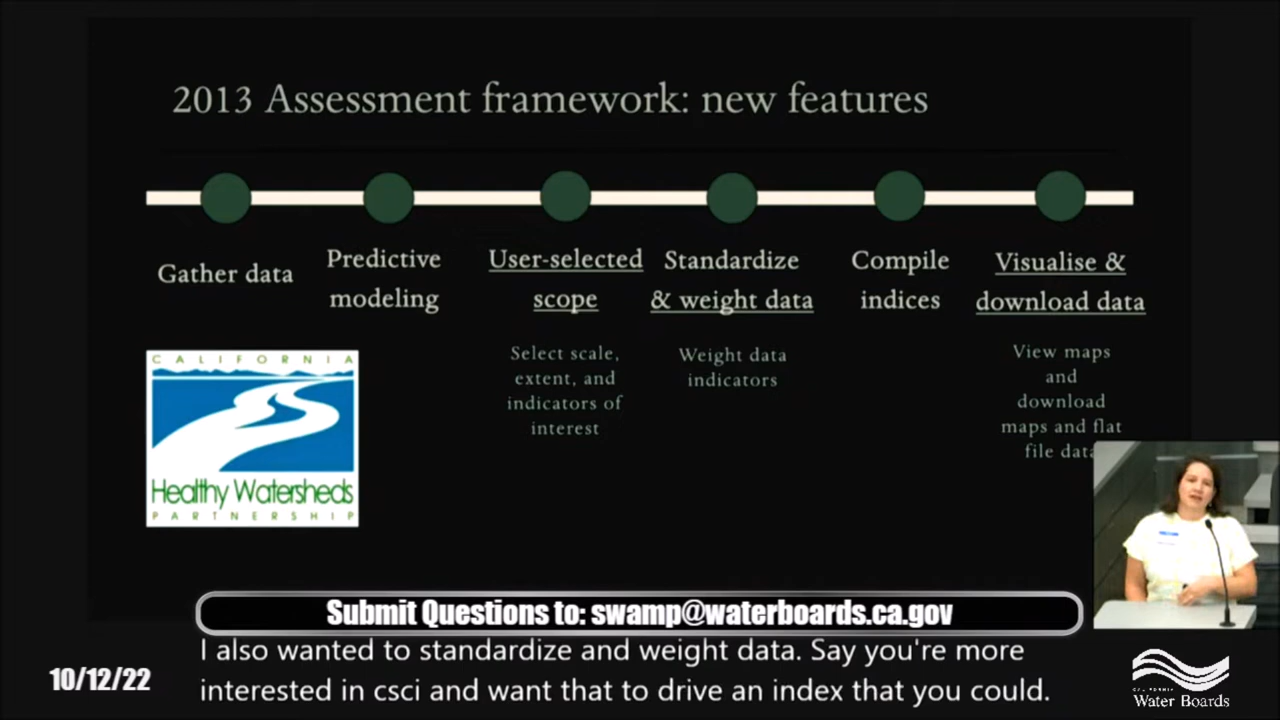 2013 Assessment framework: new features
Gather data
Predictive
modeling
User-selected
scope
Select scale,
extent, and
indicators of
interest
Standardize
& weight data
Weight data
indicators
Compile
indices
Visualise &
download data
View maps
and
download
maps and flat
file data
CALIFORNIA
Healthy Watersheds
PARTNERSHIP
Submit Questions to: swamp@waterboards.ca.gov
I also wanted to standardize and weight data. Say you're more
interested in csci and want that to drive an index that you could.
10/12/22
CALIFORNIA
Water Boards